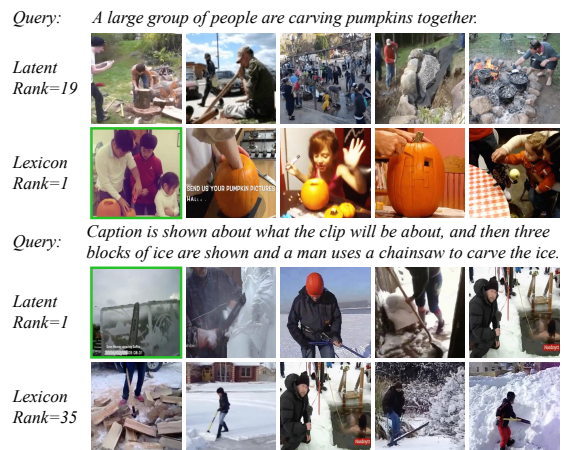 Query: A large group of people are carving pumpkins together.
Latent
Rank=19
Lexicon
Rank=1
SEND US YOUR PUMPKIN PICTURES
Query: Caption is shown about what the clip will be about, and then three
blocks of ice are shown and a man uses a chainsaw to carve the ice.
Latent
Rank=1
Lexicon
Rank=35